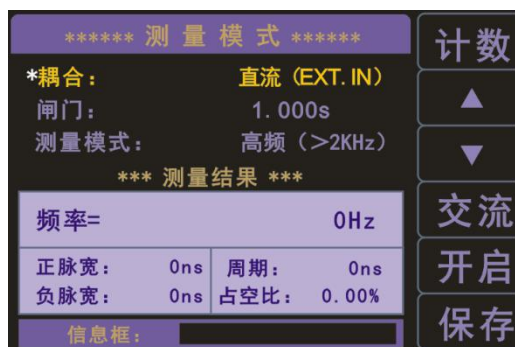 ****** 测 量 模 式 ******
*耦合： 直流（EXT. IN）
闸门： 1.000s
测量模式： 高频（>2KHz）
*** 测量结果 ***
频率= 0Hz
正脉宽： 0ns 周期： 0ns
负脉宽： 0ns 占空比： 0.00%
信息框：
计数
▲
▼
交流
开启
保存